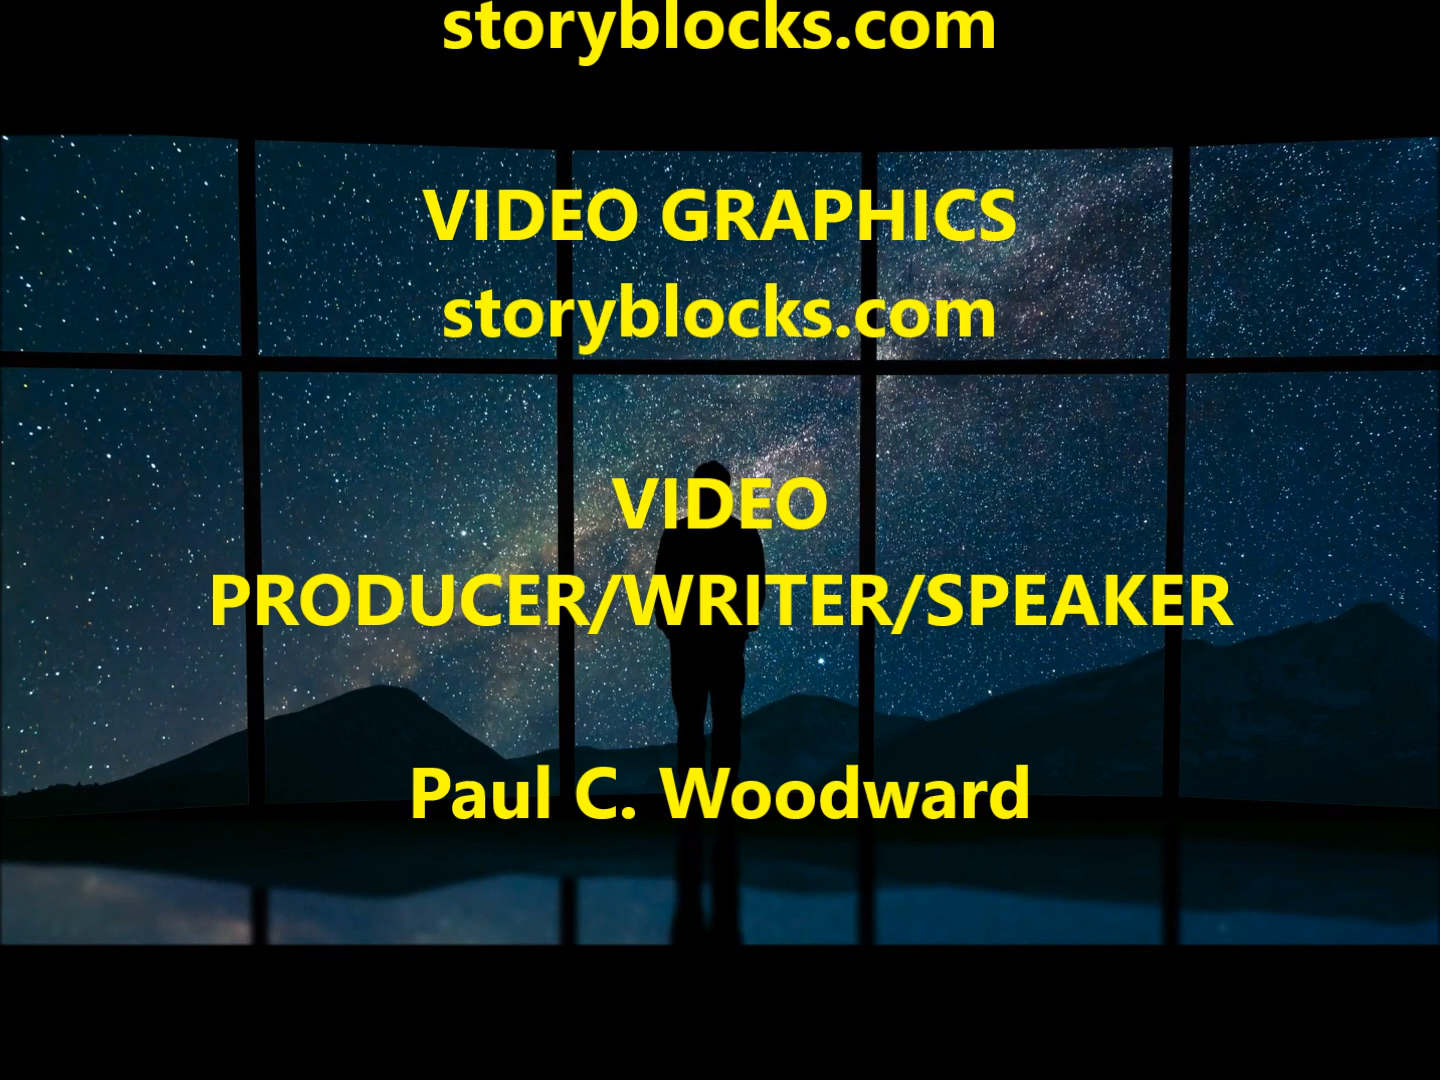 storyblocks.com
VIDEO GRAPHICS
storyblocks.com
VIDEO
PRODUCER/WRITER/SPEAKER
Paul C. Woodward